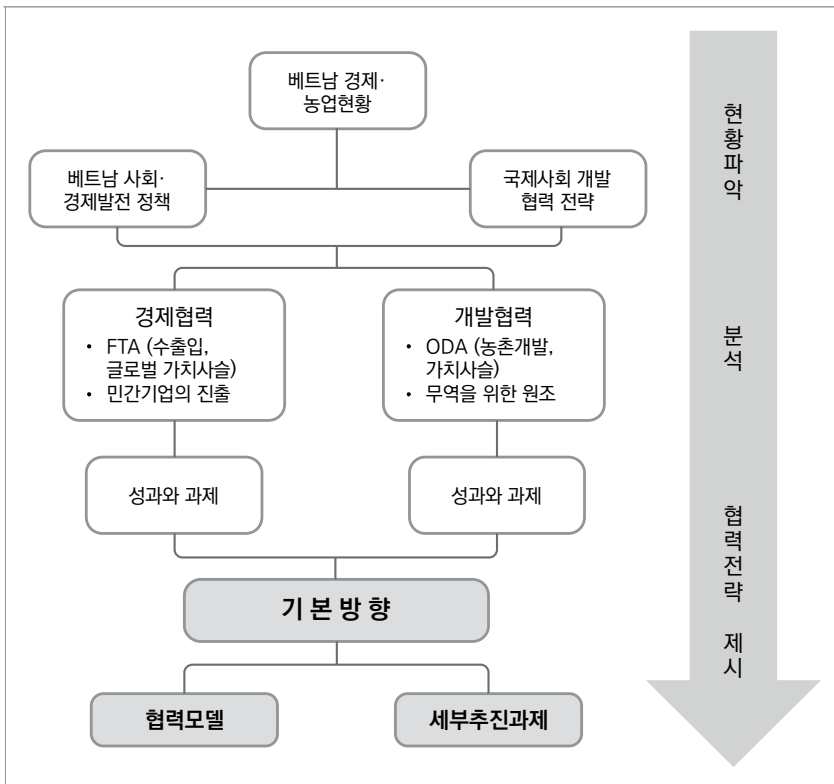 베트남 경제·
농업현황
베트남 사회·
경제발전 정책
국제사회 개발
협력 전략
경제협력
• FTA (수출입,
글로벌 가치사슬)
• 민간기업의 진출
개발협력
• ODA (농촌개발,
가치사슬)
• 무역을 위한 원조
성과와 과제
성과와 과제
기 본 방 향
협력모델
세부추진과제
현황파악
분석
협력전략 제시